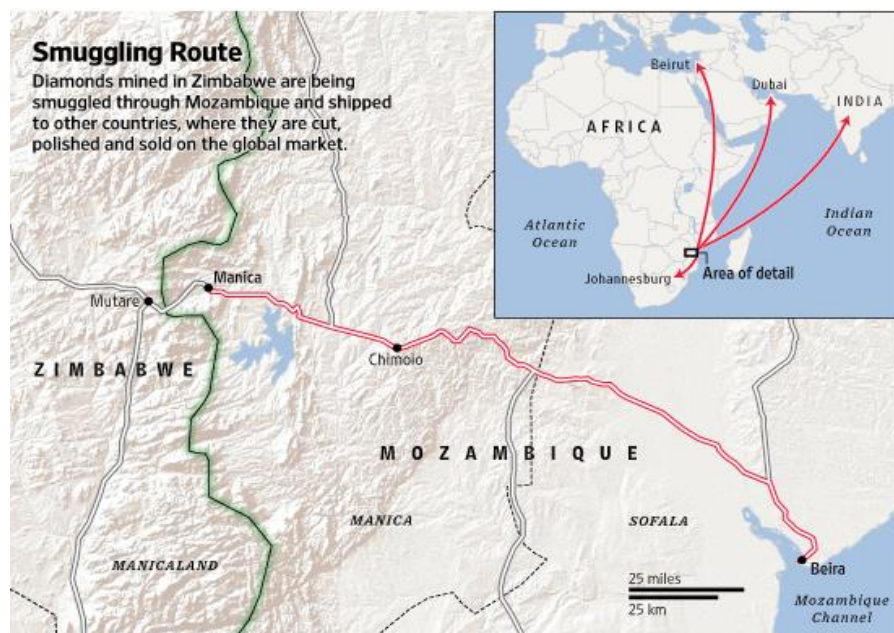 Smuggling Route
Diamonds mined in Zimbabwe are being
smuggled through Mozambique and shipped
to other countries, where they are cut,
polished and sold on the global market.
Beirut
Dubai
INDIA
AFRICA
Atlantic
Ocean
Indian
Ocean
Johannesburg
Area of detail
Manica
Mutare
Chimoio
ZIMBABWE
MOZAMBIQUE
MANICA
SOFALA
MANICALAND
Beira
25 miles
25 km
Mozambique
Channel